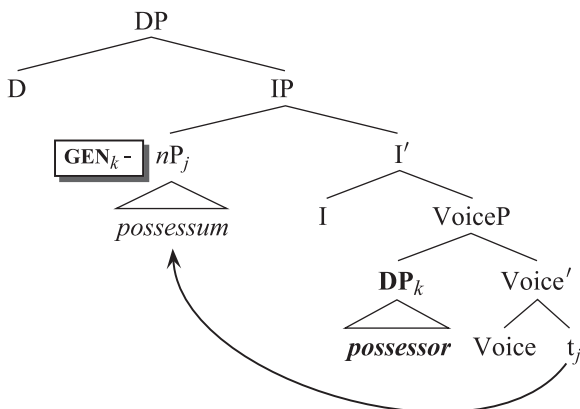 DP
D IP
GENₖ- nPⱼ I′
possessum I VoiceP
DPₖ Voice′
possessor Voice tⱼ